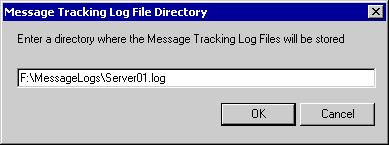 Message Tracking Log File Directory
Enter a directory where the Message Tracking Log Files will be stored
F:\MessageLogs\Server01.log
OK
Cancel